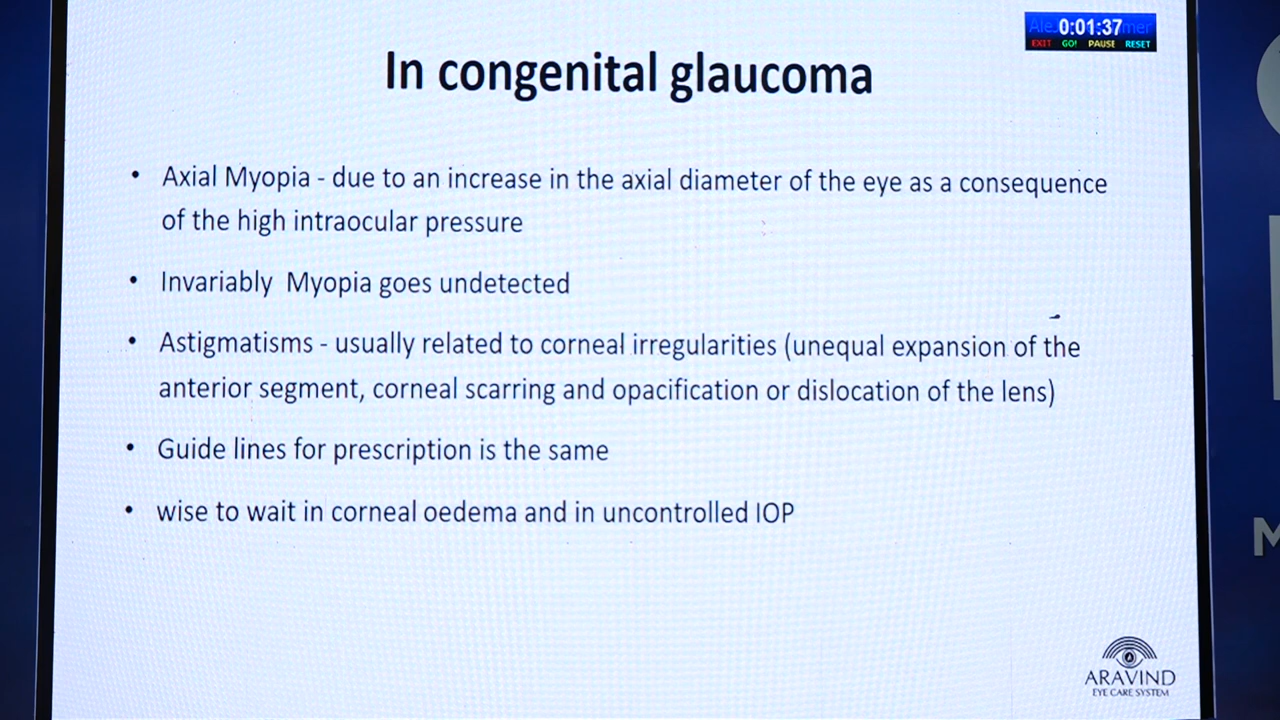 0:01:37
EXIT GO! PAUSE RESET
In congenital glaucoma
• Axial Myopia - due to an increase in the axial diameter of the eye as a consequence
of the high intraocular pressure
• Invariably Myopia goes undetected
• Astigmatisms - usually related to corneal irregularities (unequal expansion of the
anterior segment, corneal scarring and opacification or dislocation of the lens)
• Guide lines for prescription is the same
• wise to wait in corneal oedema and in uncontrolled IOP
M
ARAVIND
EYE CARE SYSTEM